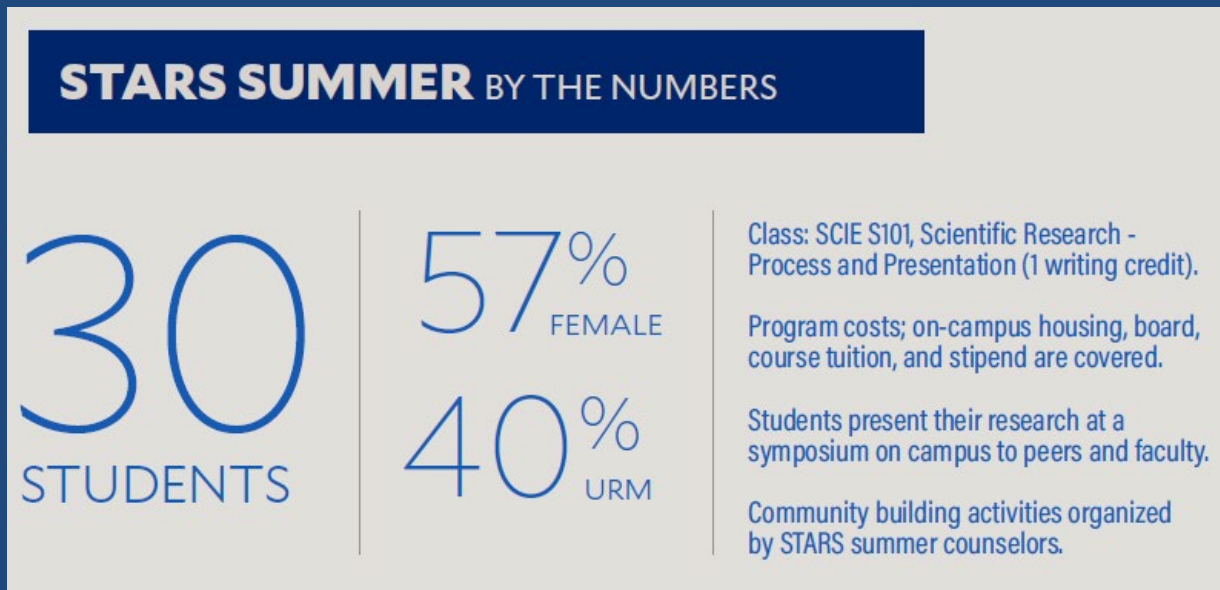 STARS SUMMER BY THE NUMBERS
30
STUDENTS
57%
FEMALE
40%
URM
Class: SCIE S101, Scientific Research -
Process and Presentation (1 writing credit).
Program costs; on-campus housing, board,
course tuition, and stipend are covered.
Students present their research at a
symposium on campus to peers and faculty.
Community building activities organized
by STARS summer counselors.